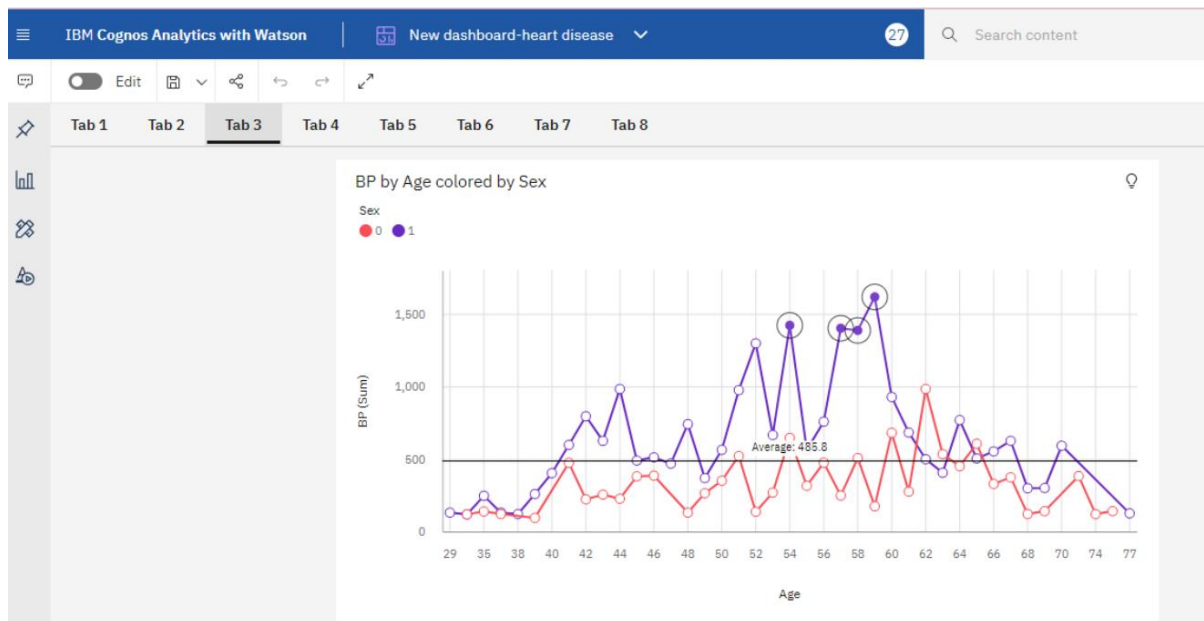 IBM Cognos Analytics with Watson
New dashboard-heart disease
27
Search content
Edit
Tab 1 Tab 2 Tab 3 Tab 4 Tab 5 Tab 6 Tab 7 Tab 8
BP by Age colored by Sex
Sex
0 1
1,500
1,000
500
0
BP (Sum)
Average: 485.8
29 35 38 40 42 44 46 48 50 52 54 56 58 60 62 64 66 68 70 74 77
Age